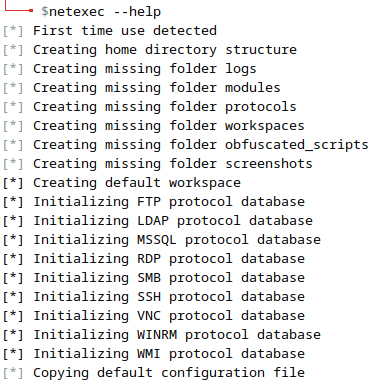 $netexec --help
[*] First time use detected
[*] Creating home directory structure
[*] Creating missing folder logs
[*] Creating missing folder modules
[*] Creating missing folder protocols
[*] Creating missing folder workspaces
[*] Creating missing folder obfuscated_scripts
[*] Creating missing folder screenshots
[*] Creating default workspace
[*] Initializing FTP protocol database
[*] Initializing LDAP protocol database
[*] Initializing MSSQL protocol database
[*] Initializing RDP protocol database
[*] Initializing SMB protocol database
[*] Initializing SSH protocol database
[*] Initializing VNC protocol database
[*] Initializing WINRM protocol database
[*] Initializing WMI protocol database
[*] Copying default configuration file